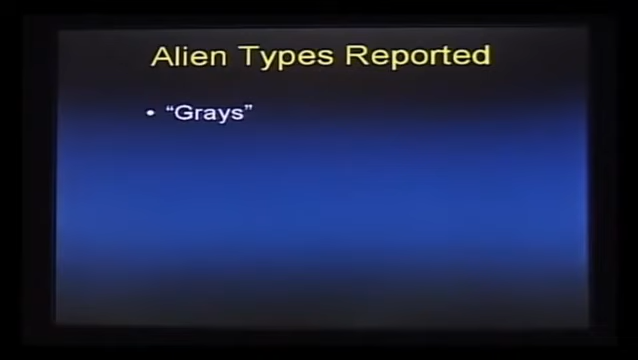 Alien Types Reported
• “Grays”